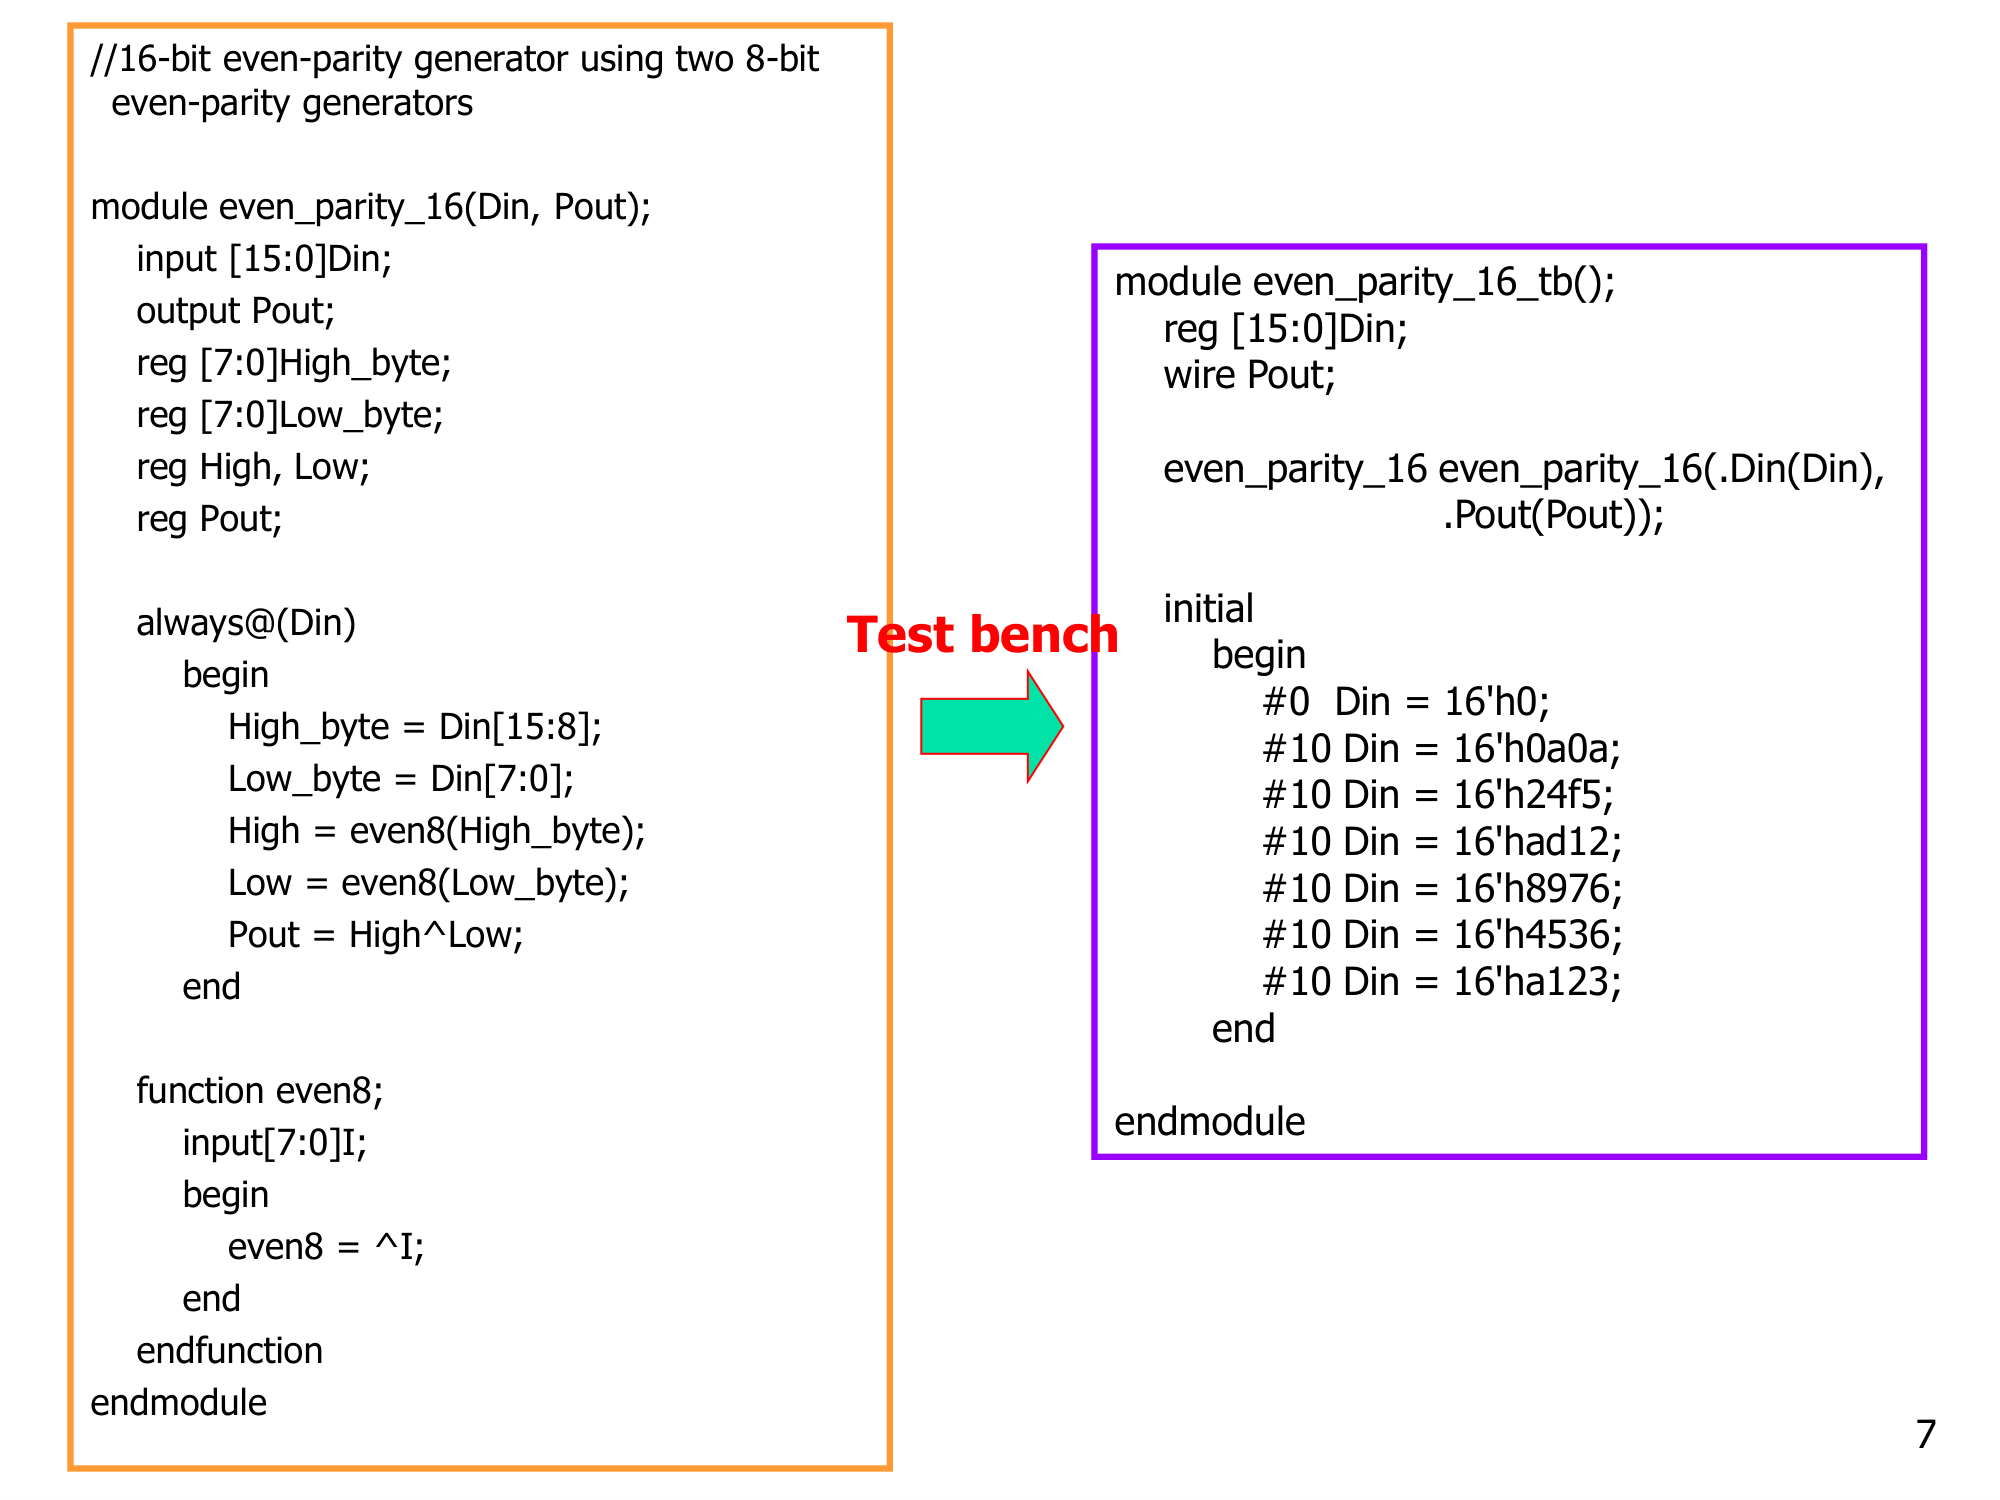 //16-bit even-parity generator using two 8-bit
even-parity generators
module even_parity_16(Din, Pout);
input [15:0]Din;
output Pout;
reg [7:0]High_byte;
reg [7:0]Low_byte;
reg High, Low;
reg Pout;
always@(Din)
begin
High_byte = Din[15:8];
Low_byte = Din[7:0];
High = even8(High_byte);
Low = even8(Low_byte);
Pout = High^Low;
end
function even8;
input[7:0]I;
begin
even8 = ^I;
end
endfunction
endmodule
Test bench
module even_parity_16_tb();
reg [15:0]Din;
wire Pout;
even_parity_16 even_parity_16(.Din(Din),
.Pout(Pout));
initial
begin
#0  Din = 16'h0;
#10 Din = 16'h0a0a;
#10 Din = 16'h24f5;
#10 Din = 16'had12;
#10 Din = 16'h8976;
#10 Din = 16'h4536;
#10 Din = 16'ha123;
end
endmodule
7